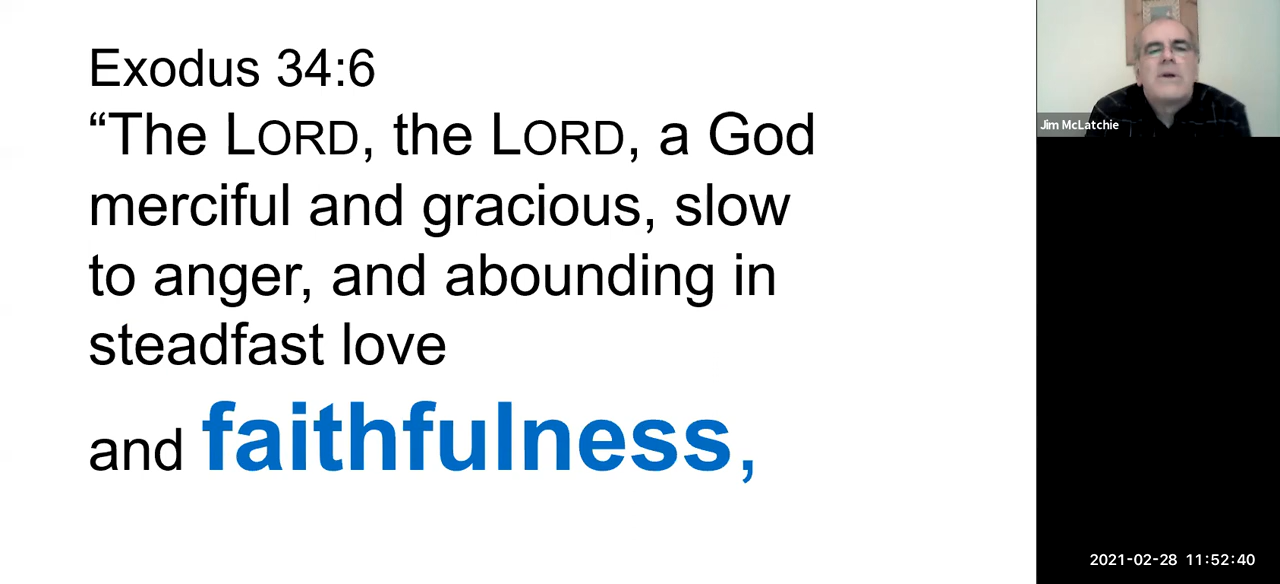 Exodus 34:6
“The LORD, the LORD, a God
merciful and gracious, slow
to anger, and abounding in
steadfast love
and faithfulness,
Jim McLatchie
2021-02-28 11:52:40